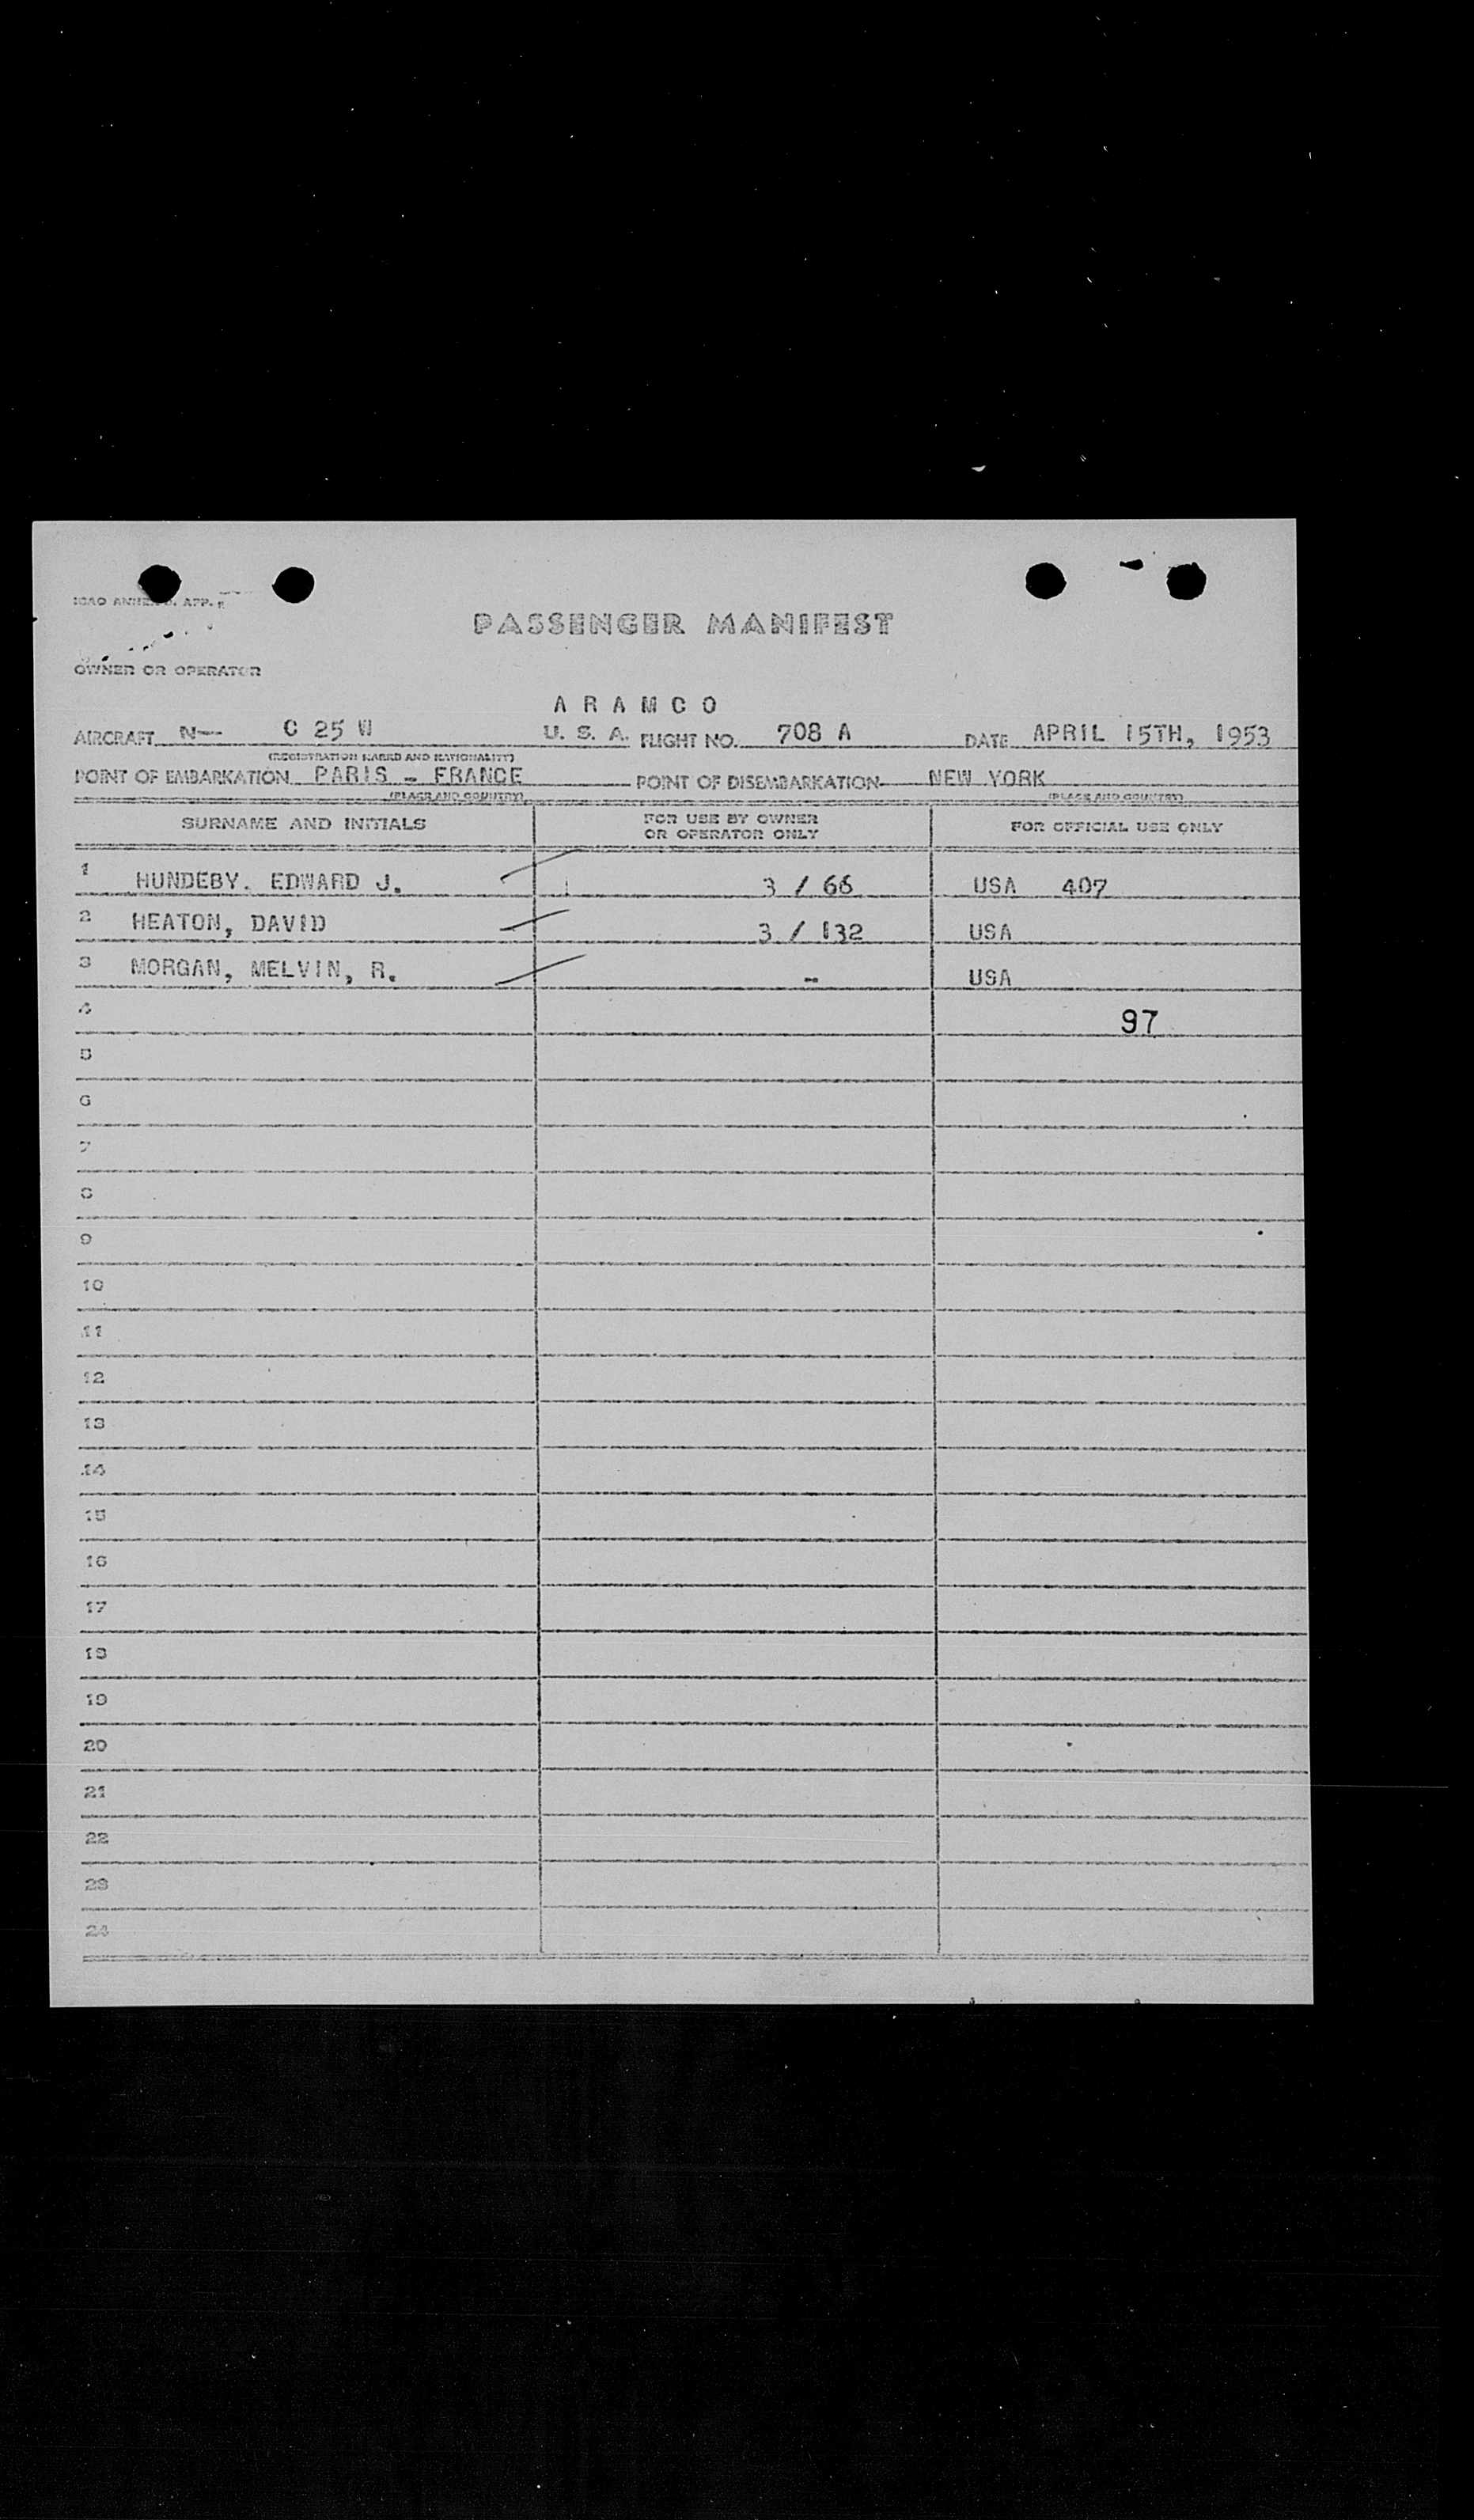 ICAO ANNEX 9, APP.
PASSENGER MANIFEST
OWNER OR OPERATOR
A R A M C O
AIRCRAFT N-- C 25 W U. S. A. FLIGHT NO. 708 A DATE APRIL 15TH, 1953
(REGISTRATION MARKS AND NATIONALITY)
POINT OF EMBARKATION PARIS - FRANCE POINT OF DISEMBARKATION NEW YORK
(PLACE AND COUNTRY) (PLACE AND COUNTRY)
SURNAME AND INITIALS FOR USE BY OWNER OR OPERATOR ONLY FOR OFFICIAL USE ONLY
1 HUNDEBY. EDWARD J. 3 / 66 USA 407
2 HEATON, DAVID 3 / 132 USA
3 MORGAN, MELVIN, R. -- USA
4 97
5
6
7
8
9
10
11
12
13
14
15
16
17
18
19
20
21
22
23
24